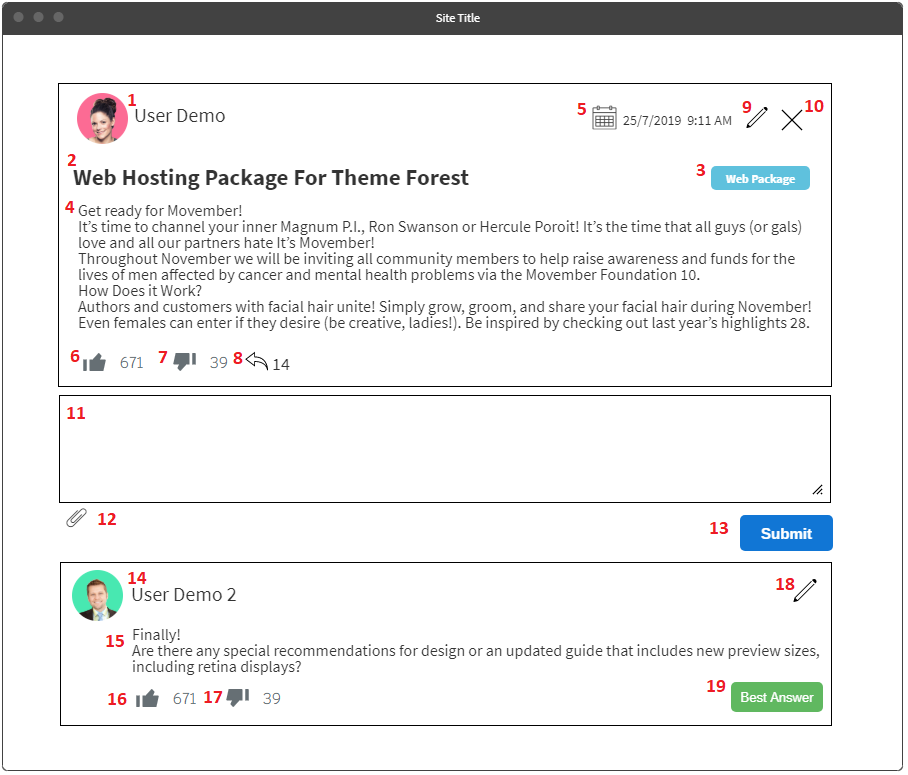 Site Title
1
User Demo
5
25/7/2019 9:11 AM
9
10
2
Web Hosting Package For Theme Forest
3
Web Package
4
Get ready for Movember!
It’s time to channel your inner Magnum P.I., Ron Swanson or Hercule Poroit! It’s the time that all guys (or gals)
love and all our partners hate It’s Movember!
Throughout November we will be inviting all community members to help raise awareness and funds for the
lives of men affected by cancer and mental health problems via the Movember Foundation 10.
How Does it Work?
Authors and customers with facial hair unite! Simply grow, groom, and share your facial hair during November!
Even females can enter if they desire (be creative, ladies!). Be inspired by checking out last year’s highlights 28.
6 671 7 39 8 14
11
12
13 Submit
14
User Demo 2
18
15
Finally!
Are there any special recommendations for design or an updated guide that includes new preview sizes,
including retina displays?
16 671 17 39
19 Best Answer